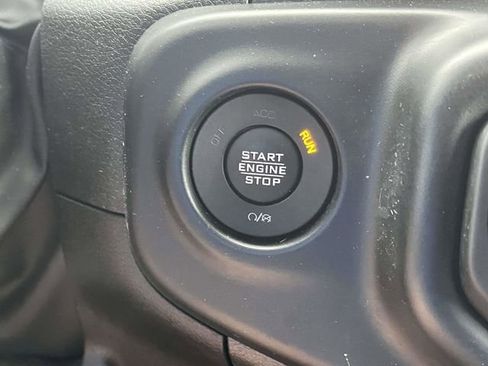 OFF
ACC
RUN
START
ENGINE
STOP